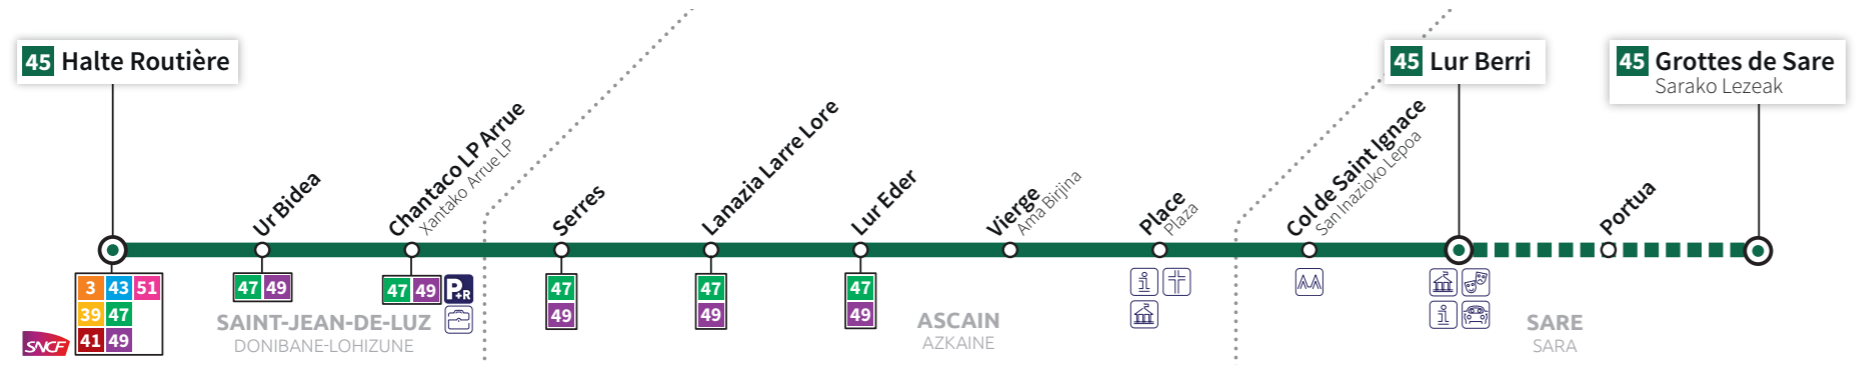 45 Halte Routière
Ur Bidea
Chantaco LP Arrue
Xantako Arrue LP
Serres
Lanazia Larre Lore
Lur Eder
Vierge
Ama Birjina
Place
Plaza
Col de Saint Ignace
San Inazioko Lepoa
45 Lur Berri
Portua
45 Grottes de Sare
Sarako Lezeak
3 43 51
39 47
41 49
SNCF
47 49
47 49 P+R
47
49
47
49
47
49
i
i
SAINT-JEAN-DE-LUZ
DONIBANE-LOHIZUNE
ASCAIN
AZKAINE
SARE
SARA